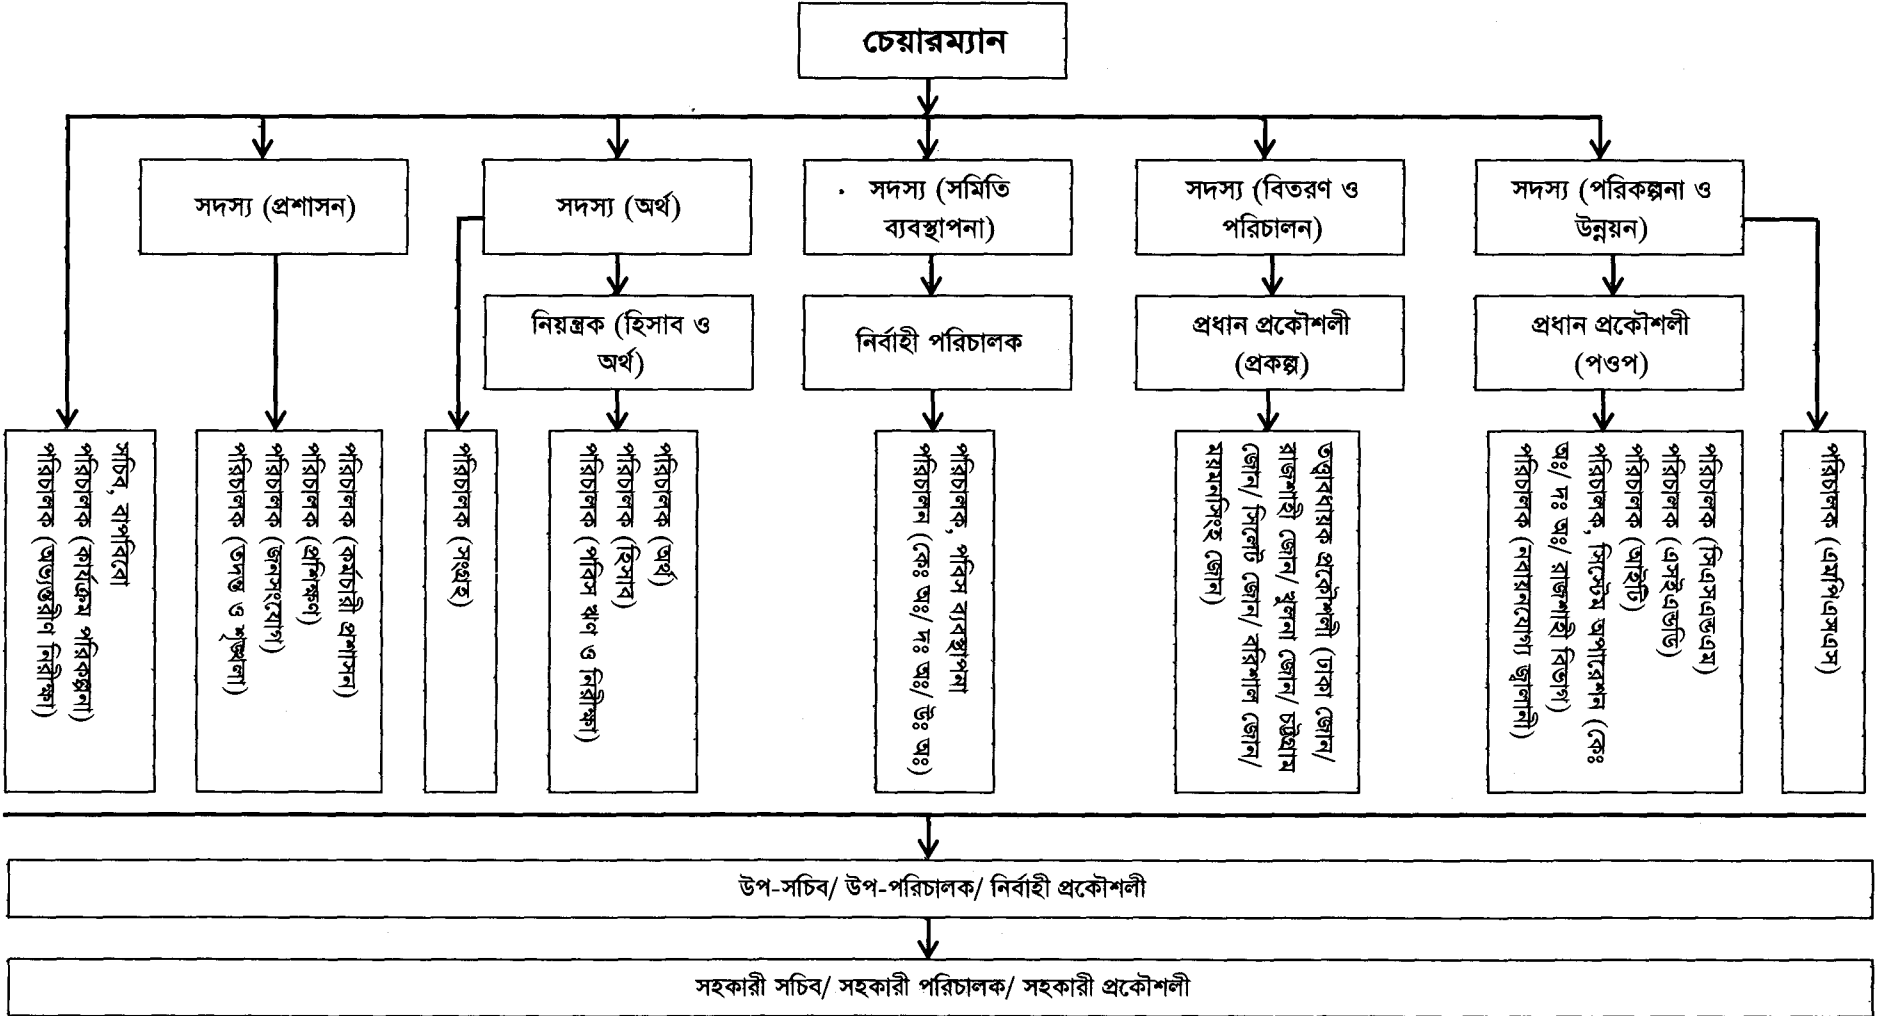 চেয়ারম্যান
সদস্য (প্রশাসন)
সদস্য (অর্থ)
সদস্য (সমিতি
ব্যবস্থাপনা)
সদস্য (বিতরণ ও
পরিচালন)
সদস্য (পরিকল্পনা ও
উন্নয়ন)
নিয়ন্ত্রক (হিসাব ও
অর্থ)
নির্বাহী পরিচালক
প্রধান প্রকৌশলী
(প্রকল্প)
প্রধান প্রকৌশলী
(পওপ)
সচিব, বাপবিবো
পরিচালক (কার্যক্রম পরিকল্পনা)
পরিচালক (অভ্যন্তরীণ নিরীক্ষা)
পরিচালক (কর্মচারী প্রশাসন)
পরিচালক (প্রশিক্ষণ)
পরিচালক (জনসংযোগ)
পরিচালক (তদন্ত ও শৃঙ্খলা)
পরিচালক (সংগ্রহ)
পরিচালক (অর্থ)
পরিচালক (হিসাব)
পরিচালক (পবিস ঋণ ও নিরীক্ষা)
পরিচালক, পবিস ব্যবস্থাপনা
পরিচালন (কেঃ অঃ/ দঃ অঃ/ উঃ অঃ)
তত্ত্বাবধায়ক প্রকৌশলী (ঢাকা জোন/
রাজশাহী জোন/ খুলনা জোন/ চট্টগ্রাম
জোন/ সিলেট জোন/ বরিশাল জোন/
ময়মনসিংহ জোন)
পরিচালক (সিএসএন্ডএম)
পরিচালক (এসইএন্ডডি)
পরিচালক (আইটি)
পরিচালক, সিস্টেম অপারেশন (কেঃ
অঃ/ দঃ অঃ/ রাজশাহী বিভাগ)
পরিচালক (নবায়নযোগ্য জ্বালানী)
পরিচালক (এমপিএসএস)
উপ-সচিব/ উপ-পরিচালক/ নির্বাহী প্রকৌশলী
সহকারী সচিব/ সহকারী পরিচালক/ সহকারী প্রকৌশলী